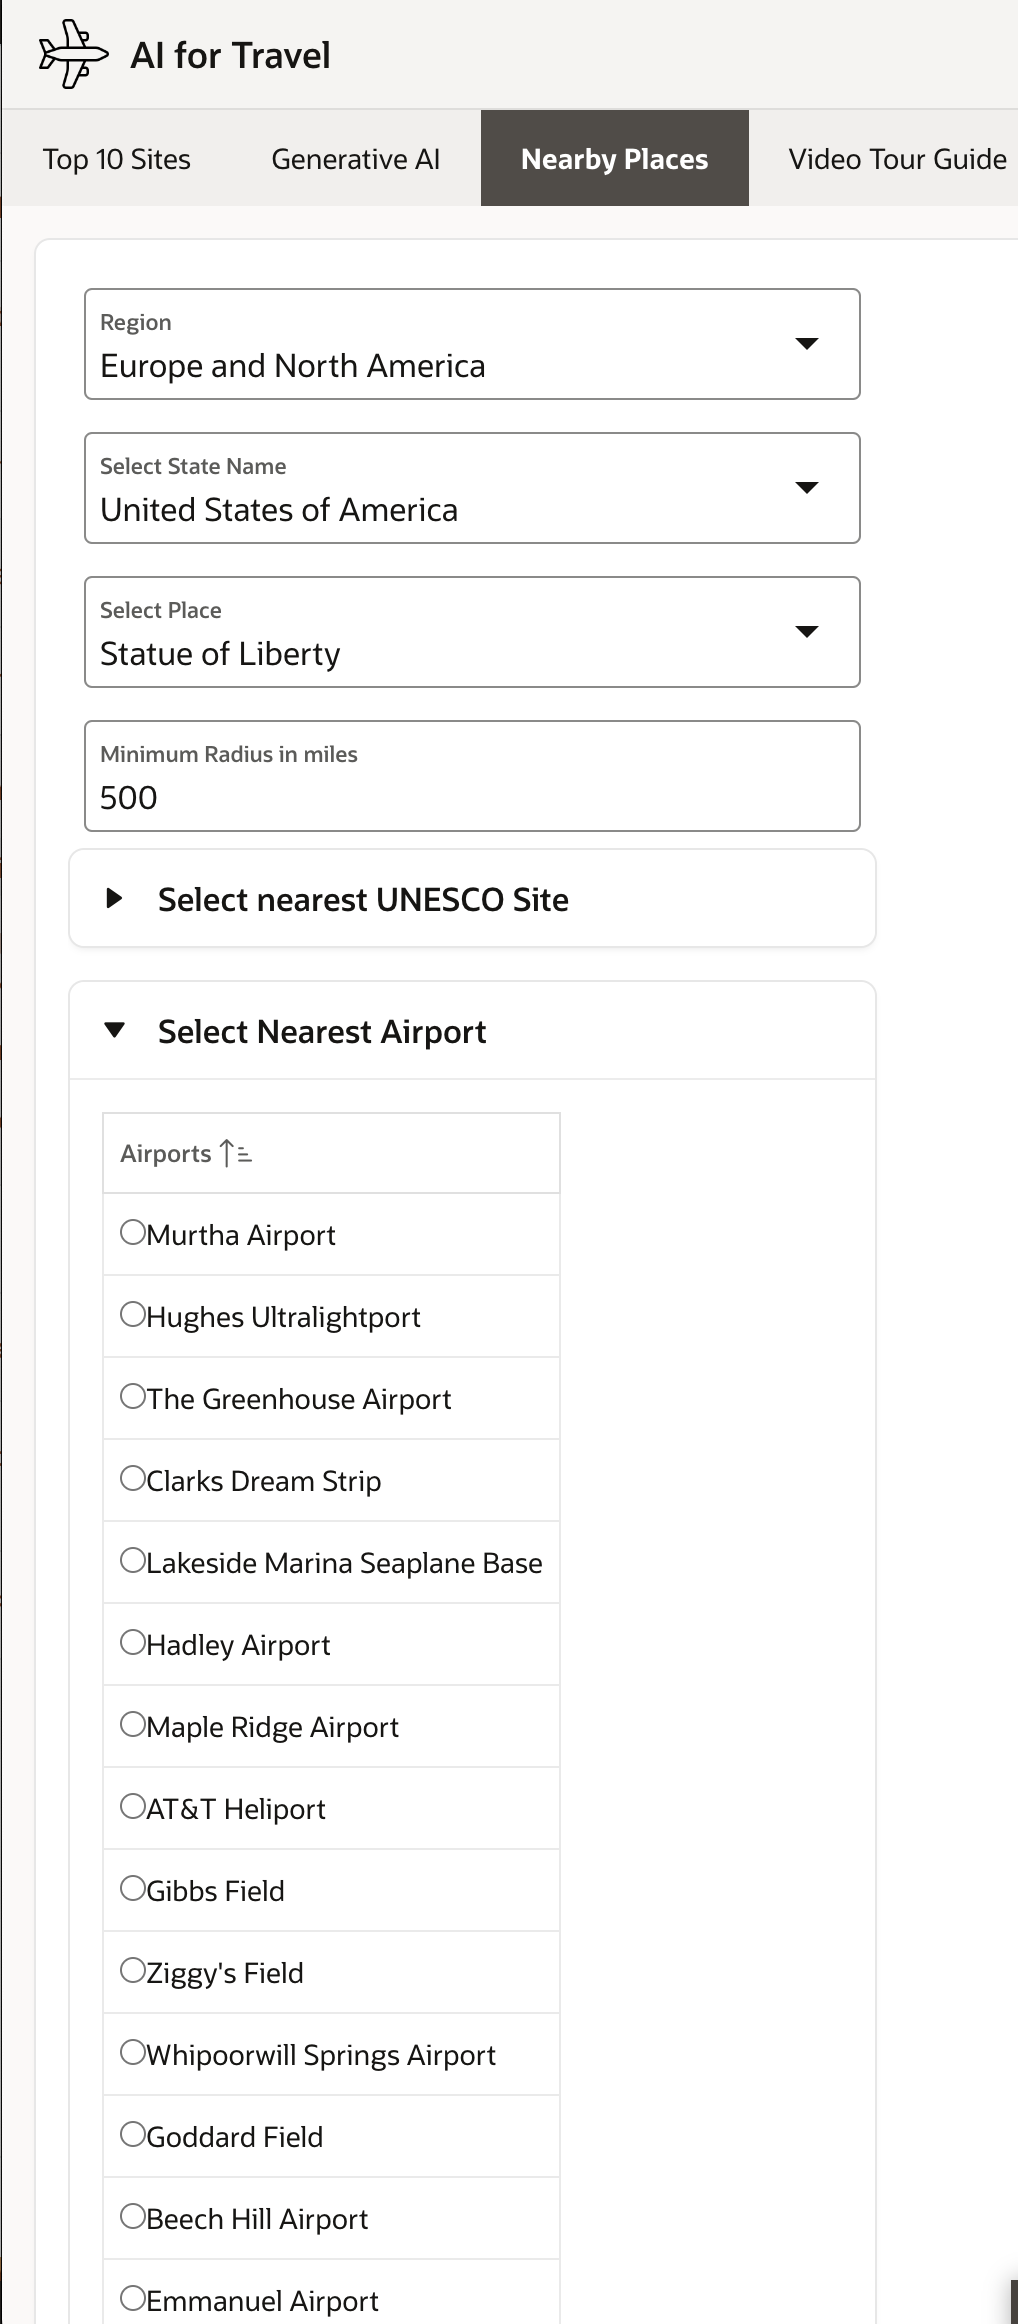 AI for Travel
Top 10 Sites Generative AI Nearby Places Video Tour Guide
Region
Europe and North America
Select State Name
United States of America
Select Place
Statue of Liberty
Minimum Radius in miles
500
Select nearest UNESCO Site
Select Nearest Airport
Airports
Murtha Airport
Hughes Ultralightport
The Greenhouse Airport
Clarks Dream Strip
Lakeside Marina Seaplane Base
Hadley Airport
Maple Ridge Airport
AT&T Heliport
Gibbs Field
Ziggy's Field
Whipoorwill Springs Airport
Goddard Field
Beech Hill Airport
Emmanuel Airport